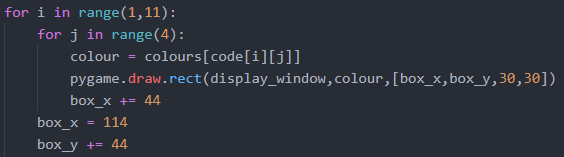 for i in range(1,11):
    for j in range(4):
        colour = colours[code[i][j]]
        pygame.draw.rect(display_window,colour,[box_x,box_y,30,30])
        box_x += 44
    box_x = 114
    box_y += 44